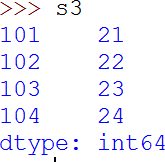 >>> s3
101    21
102    22
103    23
104    24
dtype: int64